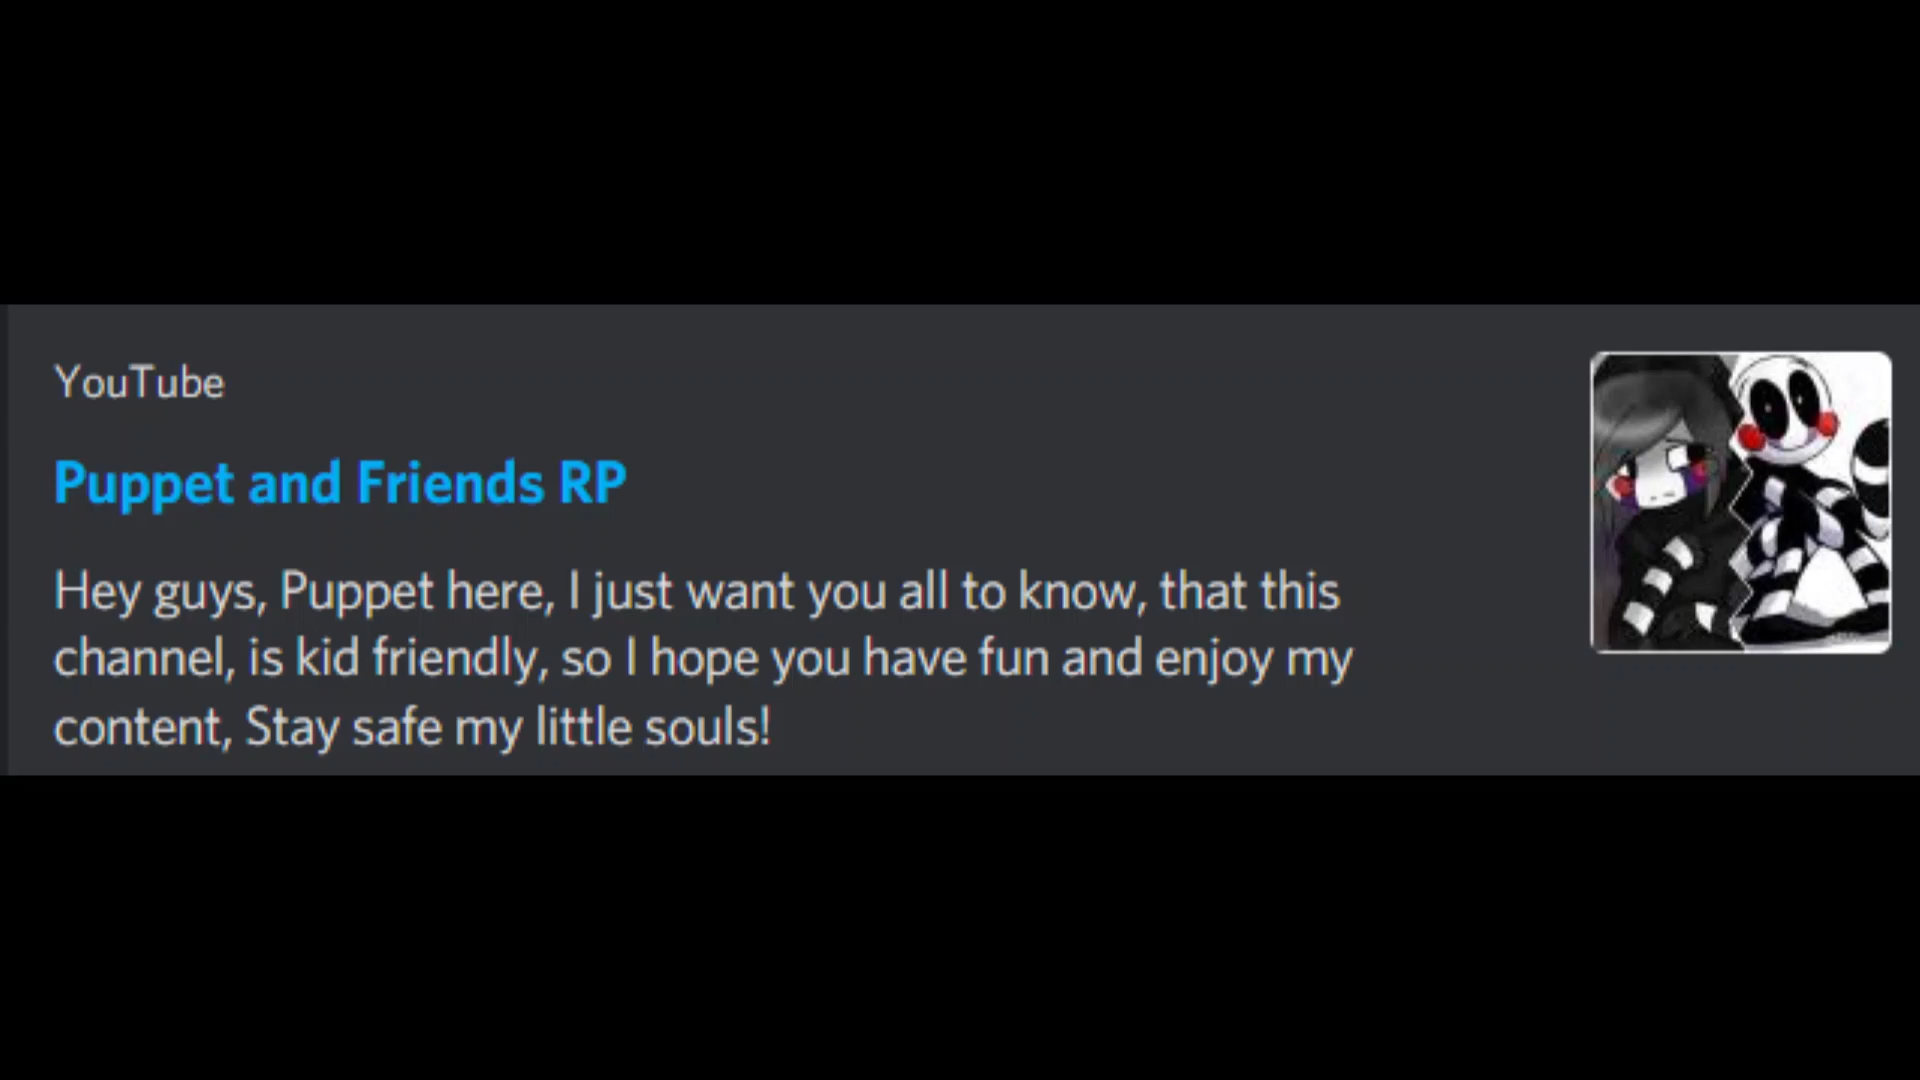 YouTube
Puppet and Friends RP
Hey guys, Puppet here, I just want you all to know, that this
channel, is kid friendly, so I hope you have fun and enjoy my
content, Stay safe my little souls!